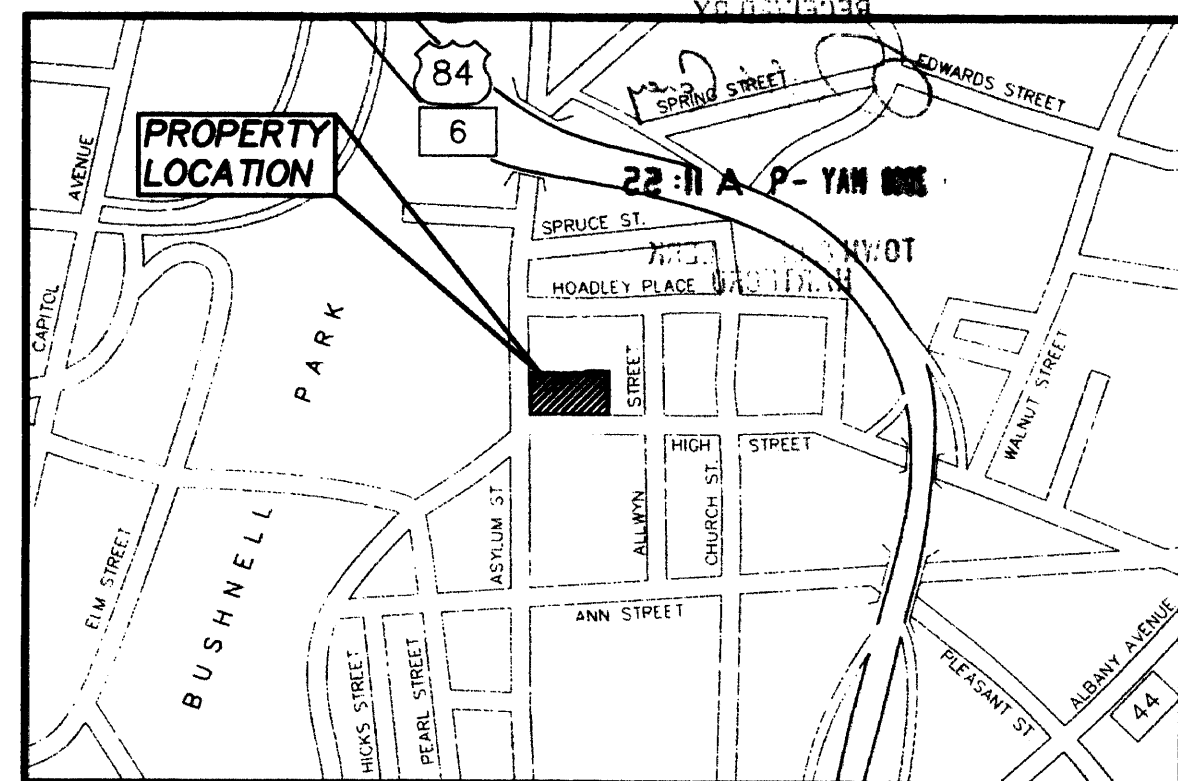 84
6
SPRING STREET
EDWARDS STREET
PROPERTY
LOCATION
AVENUE
CAPITOL
SPRUCE ST.
HOADLEY PLACE
PARK
STREET
WALNUT STREET
HIGH STREET
ASYLUM ST
ALLWYN
CHURCH ST.
ELM STREET
BUSHNELL
ANN STREET
HICKS STREET
PEARL STREET
PLEASANT ST
ALBANY AVENUE
44